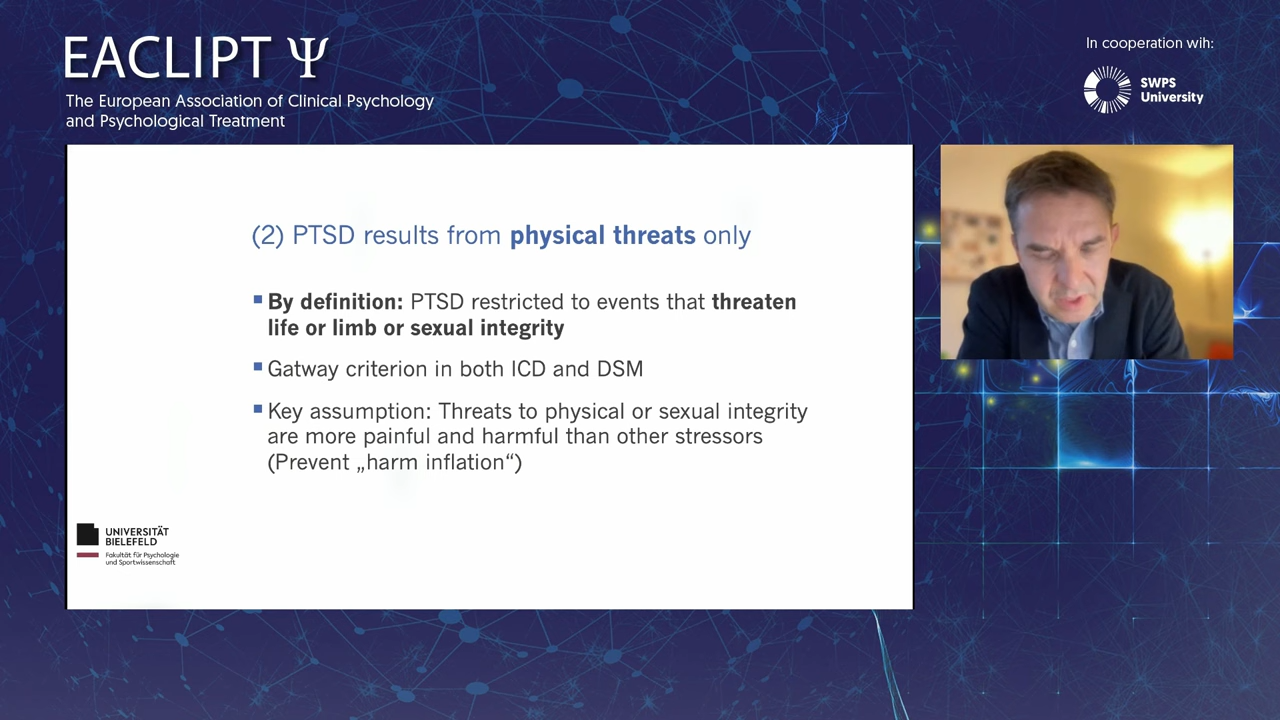 EACLIPT Ψ
The European Association of Clinical Psychology
and Psychological Treatment
In cooperation wih:
SWPS
University
(2) PTSD results from physical threats only
▪ By definition: PTSD restricted to events that threaten
life or limb or sexual integrity
▪ Gatway criterion in both ICD and DSM
▪ Key assumption: Threats to physical or sexual integrity
are more painful and harmful than other stressors
(Prevent „harm inflation“)
UNIVERSITÄT
BIELEFELD
Fakultät für Psychologie
und Sportwissenschaft